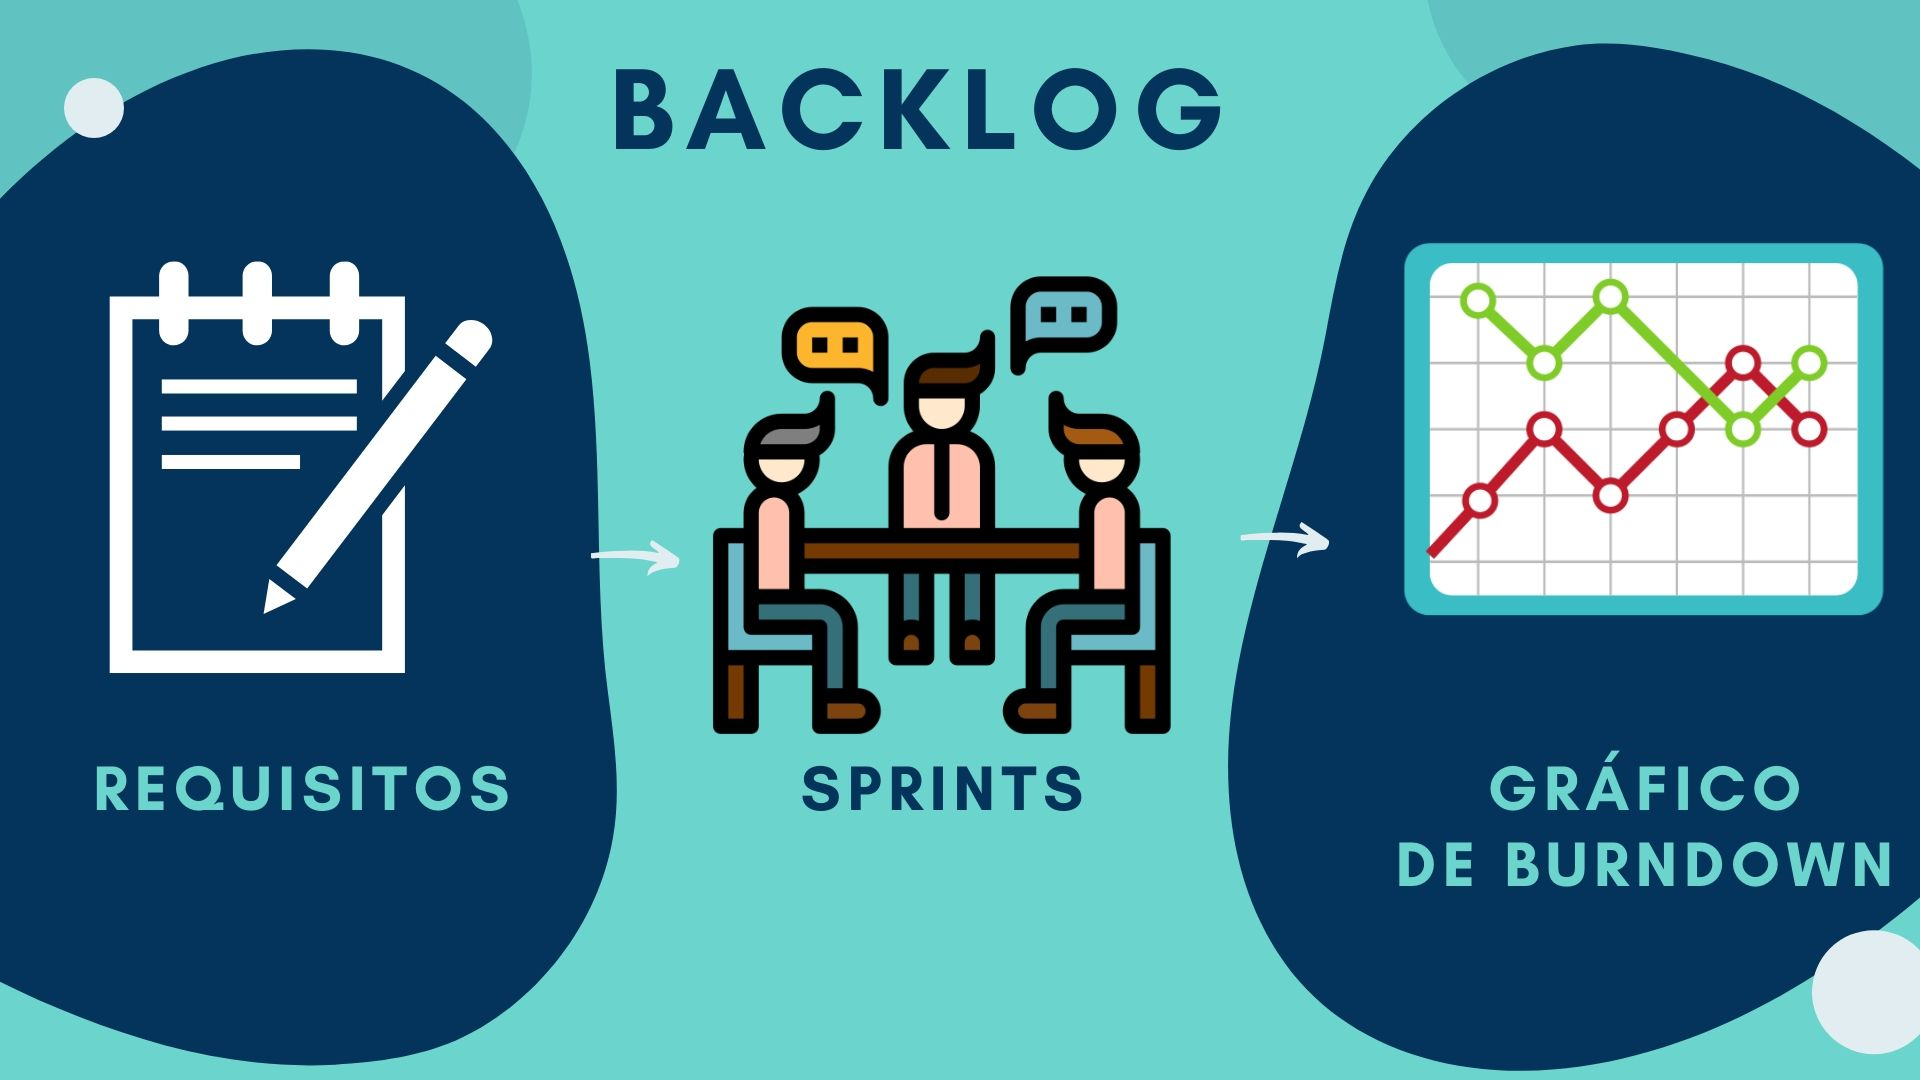 BACKLOG
REQUISITOS
SPRINTS
GRÁFICO
DE BURNDOWN